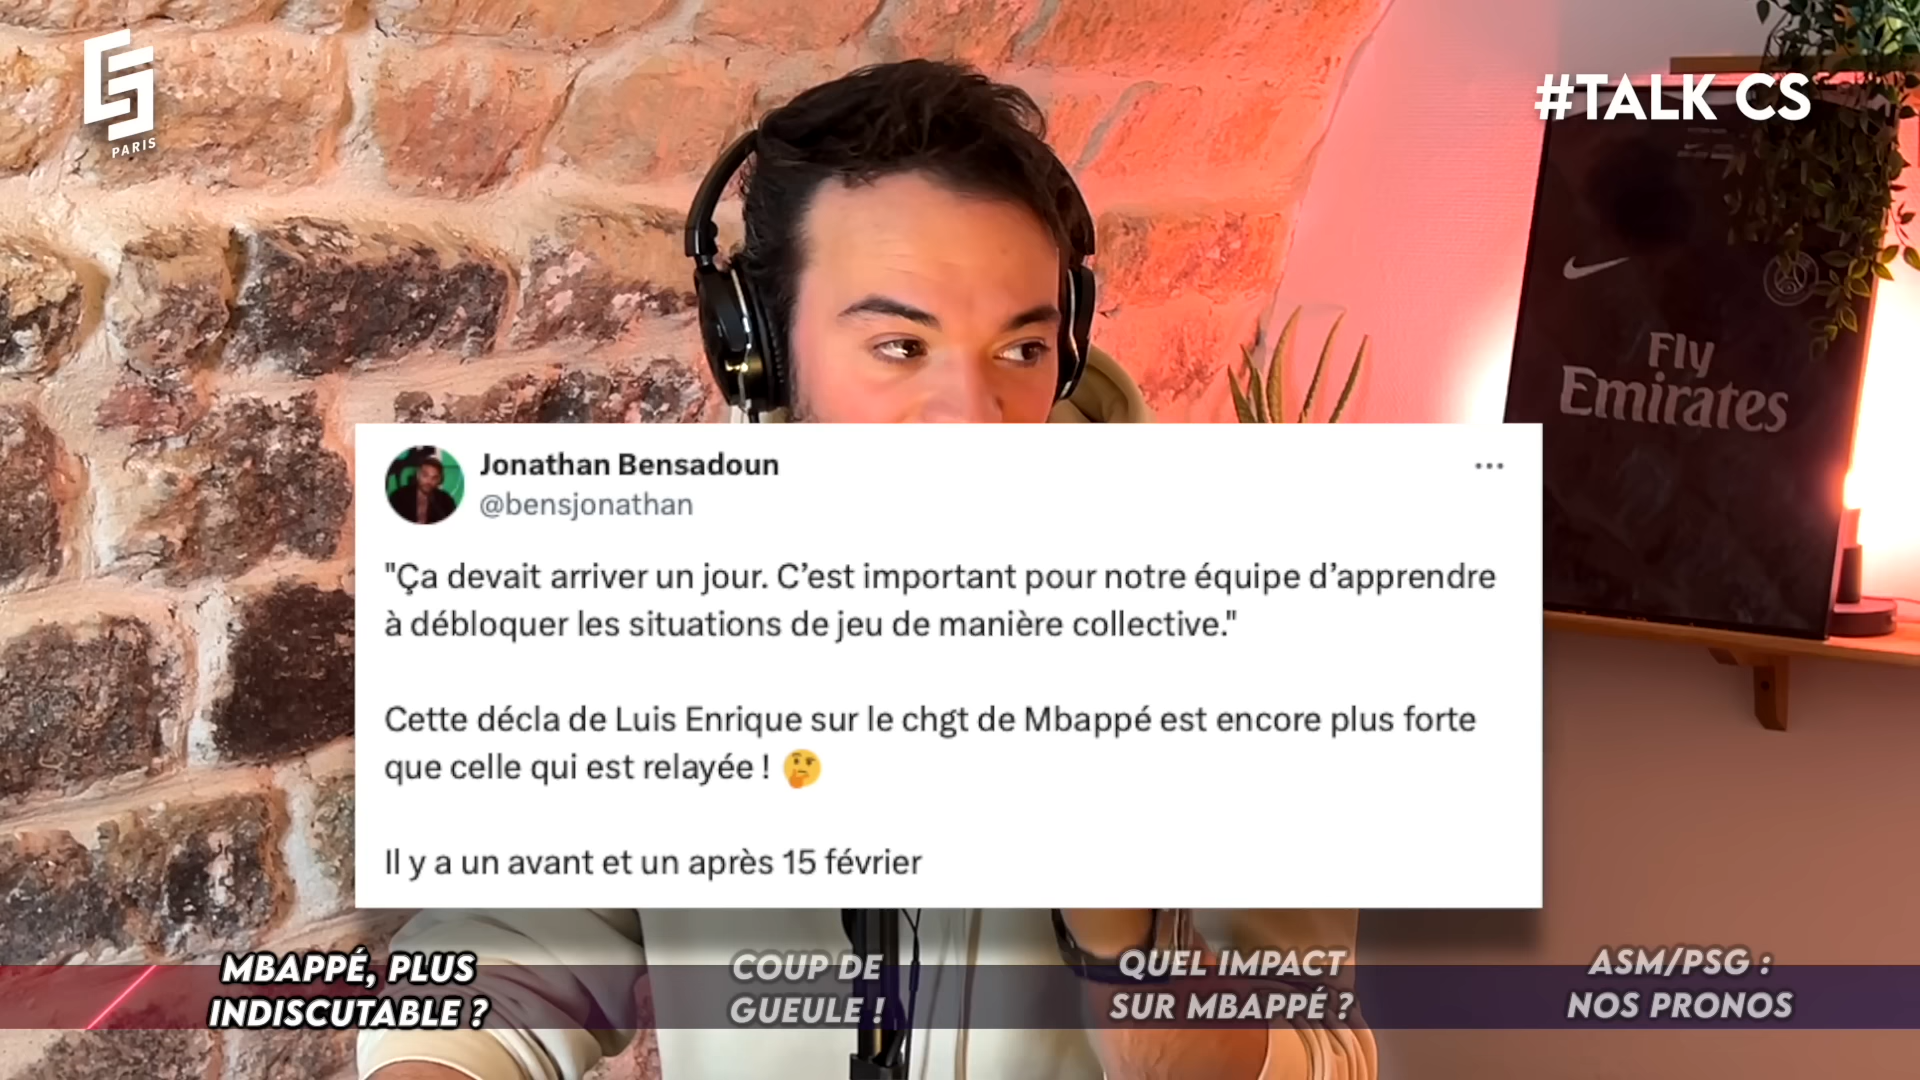 PARIS
#TALK CS
Fly
Emirates
Jonathan Bensadoun
@bensjonathan
"Ça devait arriver un jour. C’est important pour notre équipe d’apprendre
à débloquer les situations de jeu de manière collective."
Cette décla de Luis Enrique sur le chgt de Mbappé est encore plus forte
que celle qui est relayée ! 🤔
Il y a un avant et un après 15 février
MBAPPÉ, PLUS
INDISCUTABLE ?
COUP DE
GUEULE !
QUEL IMPACT
SUR MBAPPÉ ?
ASM/PSG :
NOS PRONOS